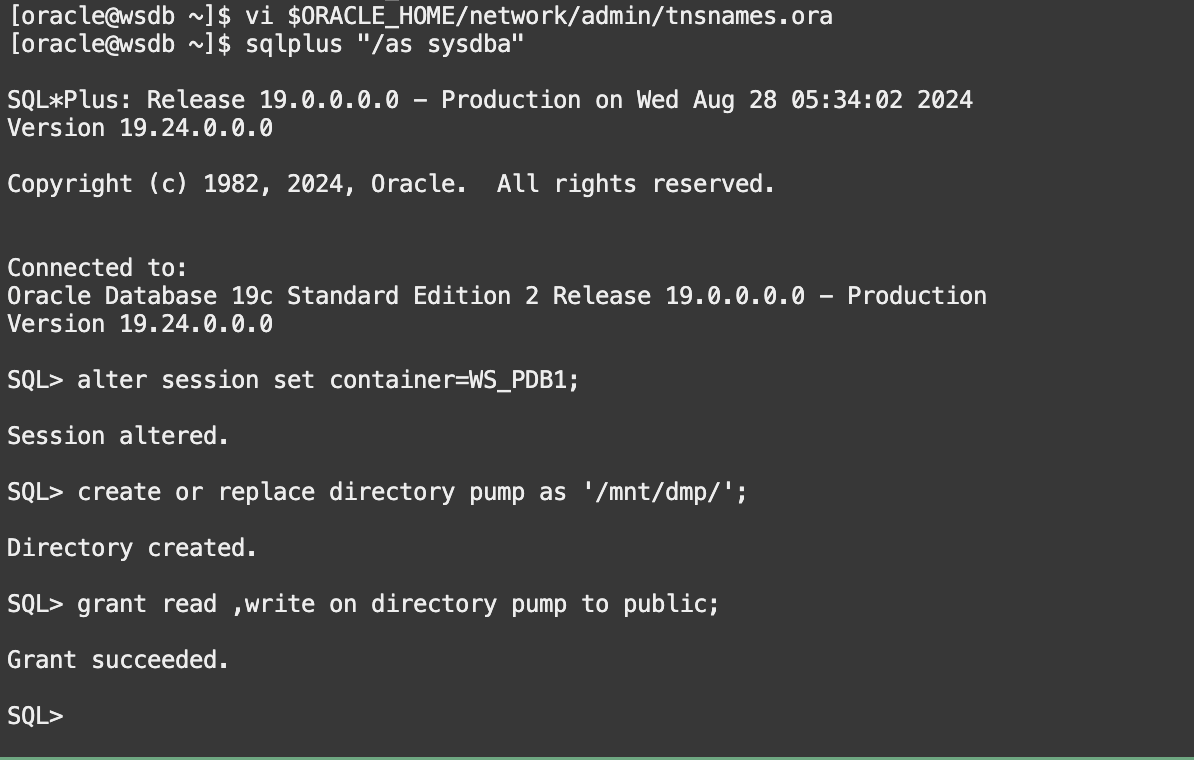 [oracle@wsdb ~]$ vi $ORACLE_HOME/network/admin/tnsnames.ora
[oracle@wsdb ~]$ sqlplus "/as sysdba"
SQL*Plus: Release 19.0.0.0.0 – Production on Wed Aug 28 05:34:02 2024
Version 19.24.0.0.0
Copyright (c) 1982, 2024, Oracle.  All rights reserved.
Connected to:
Oracle Database 19c Standard Edition 2 Release 19.0.0.0.0 – Production
Version 19.24.0.0.0
SQL> alter session set container=WS_PDB1;
Session altered.
SQL> create or replace directory pump as '/mnt/dmp/';
Directory created.
SQL> grant read ,write on directory pump to public;
Grant succeeded.
SQL>